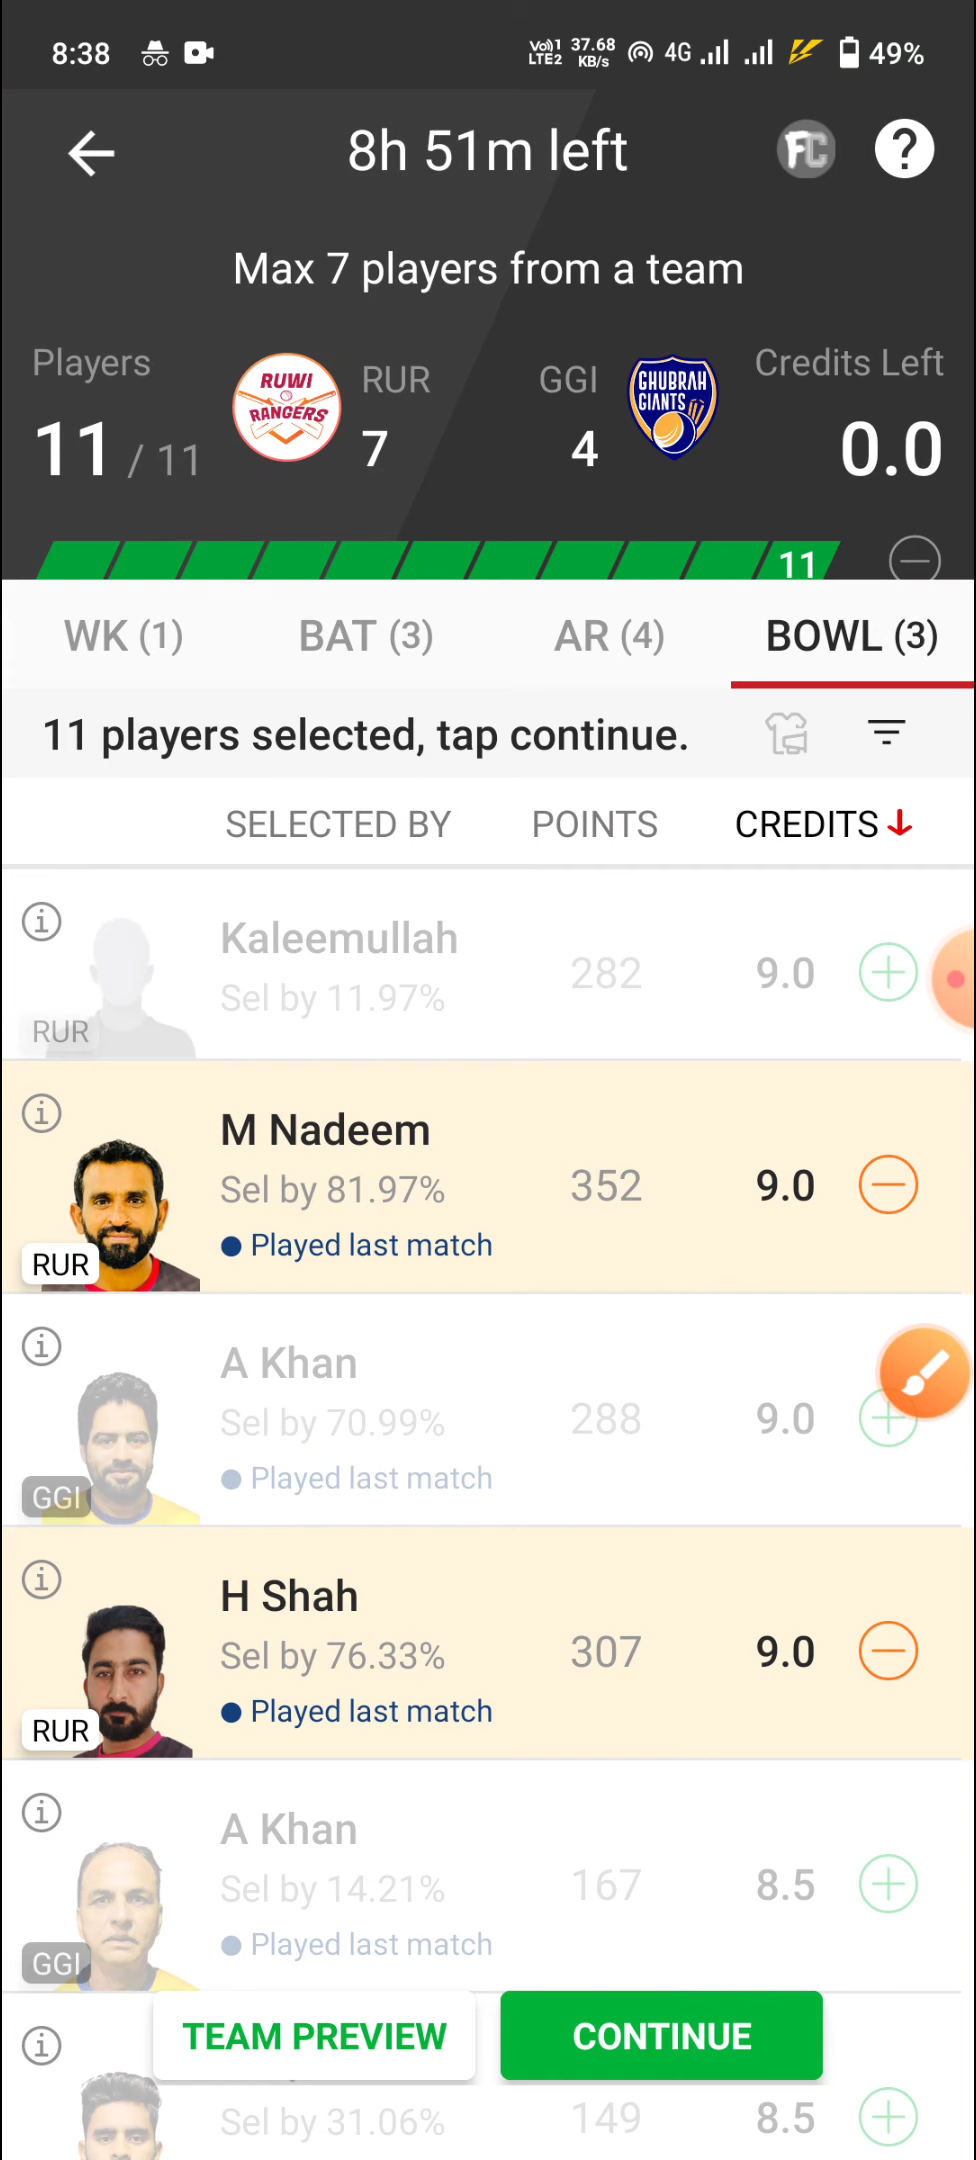 8:38
Vo))1 LTE2 37.68 KB/s 4G 49%
8h 51m left
FC ?
Max 7 players from a team
Players
11 / 11
RUWI RANGERS
RUR
7
GGI
4
GHUBRAH GIANTS
Credits Left
0.0
11
WK (1) BAT (3) AR (4) BOWL (3)
11 players selected, tap continue.
SELECTED BY POINTS CREDITS
Kaleemullah
Sel by 11.97% 282 9.0
RUR
M Nadeem
Sel by 81.97% 352 9.0
Played last match
RUR
A Khan
Sel by 70.99% 288 9.0
Played last match
GGI
H Shah
Sel by 76.33% 307 9.0
Played last match
RUR
A Khan
Sel by 14.21% 167 8.5
Played last match
GGI
TEAM PREVIEW CONTINUE
Sel by 31.06% 149 8.5